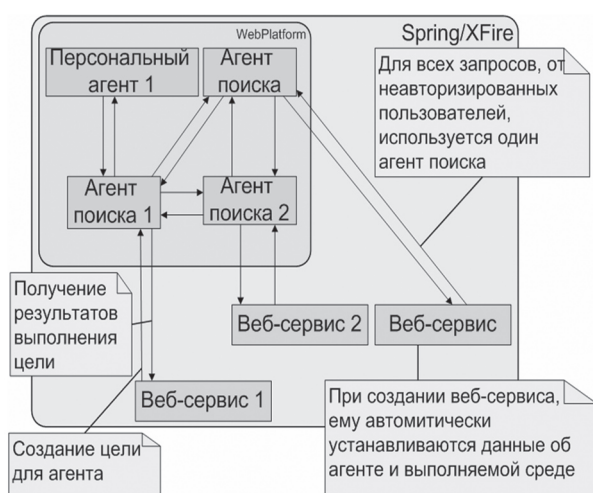 WebPlatform
Spring/XFire
Персональный
агент 1
Агент
поиска
Для всех запросов, от
неавторизированных
пользователей,
используется один
агент поиска
Агент
поиска 1
Агент
поиска 2
Получение
результатов
выполнения
цели
Веб-сервис 2
Веб-сервис
Веб-сервис 1
При создании веб-сервиса,
ему автомитически
устанавливаются данные об
агенте и выполняемой среде
Создание цели
для агента